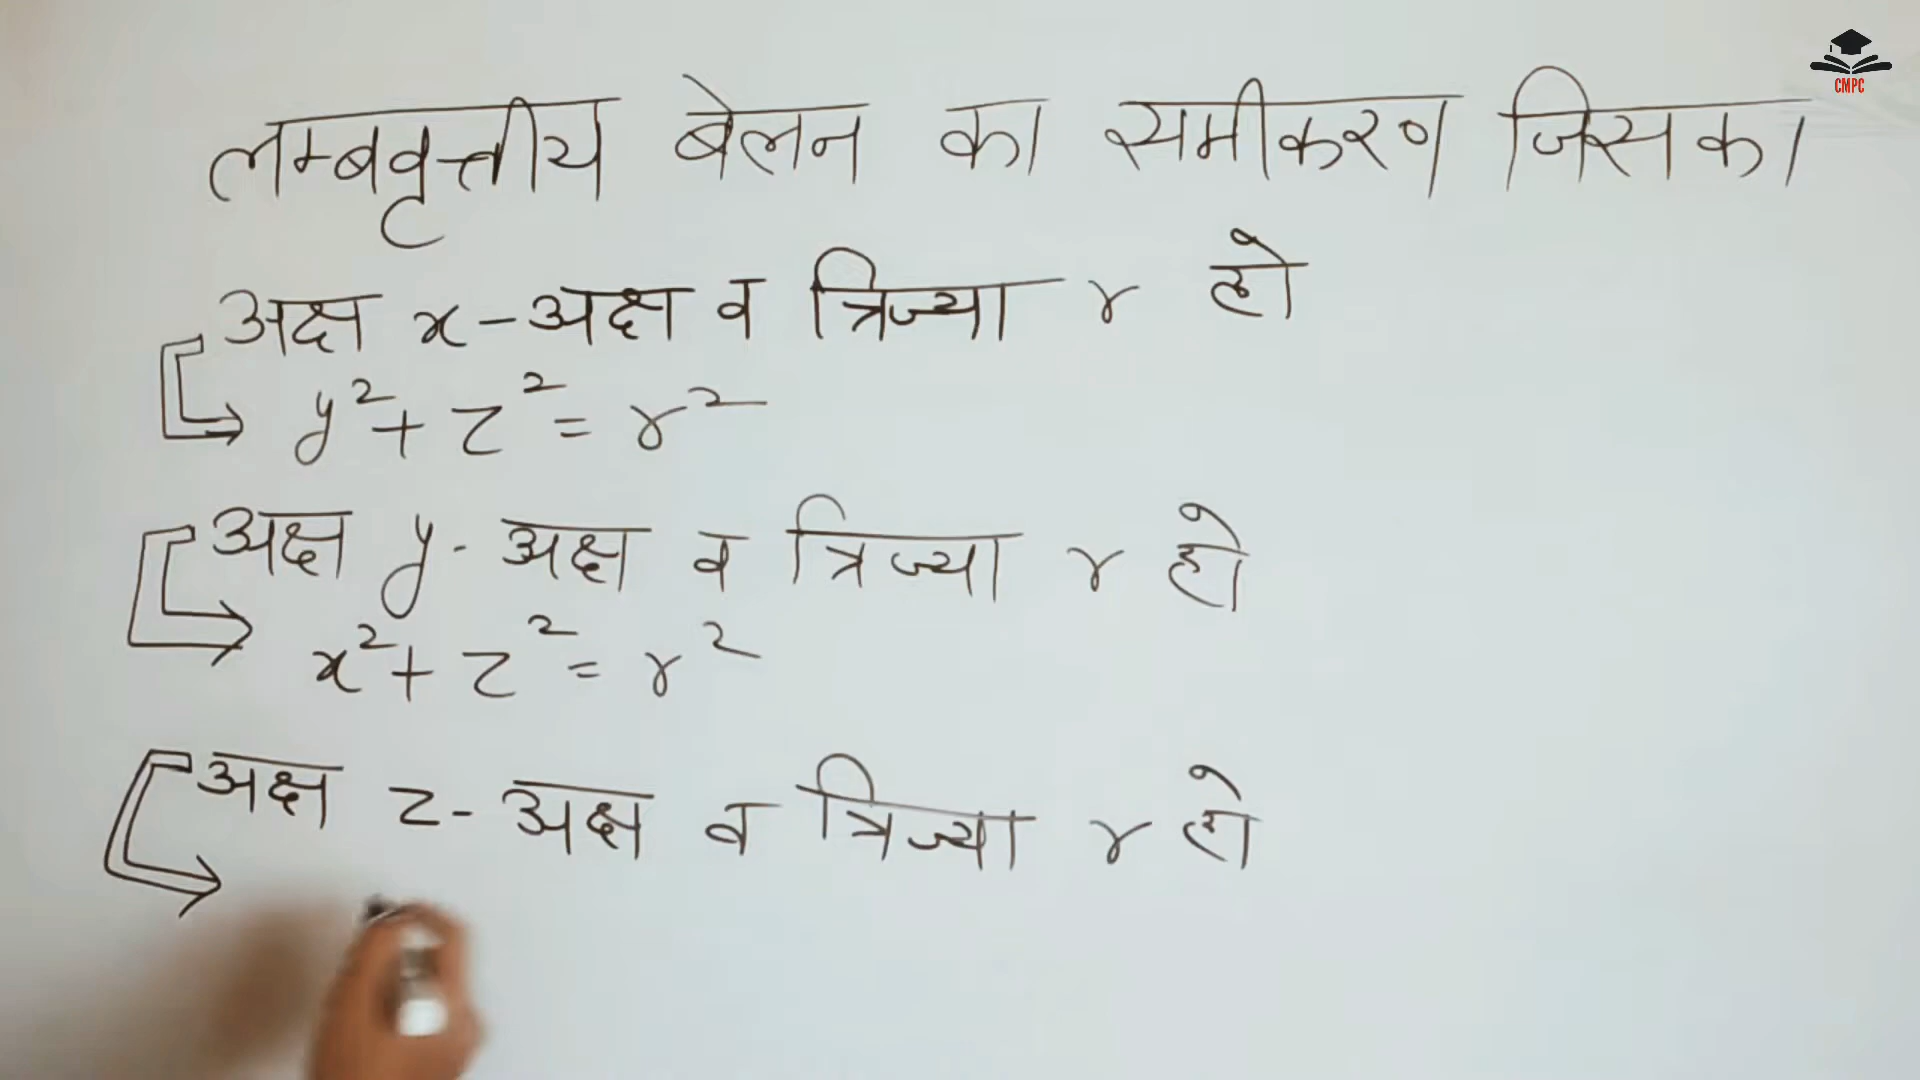 CMPC
लम्बवृत्तीय बेलन का समीकरण जिसका
अक्ष x-अक्ष व त्रिज्या r हो
y²+ z² = r²
अक्ष y- अक्ष व त्रिज्या r हो
x²+ z² = r²
अक्ष z- अक्ष व त्रिज्या r हो